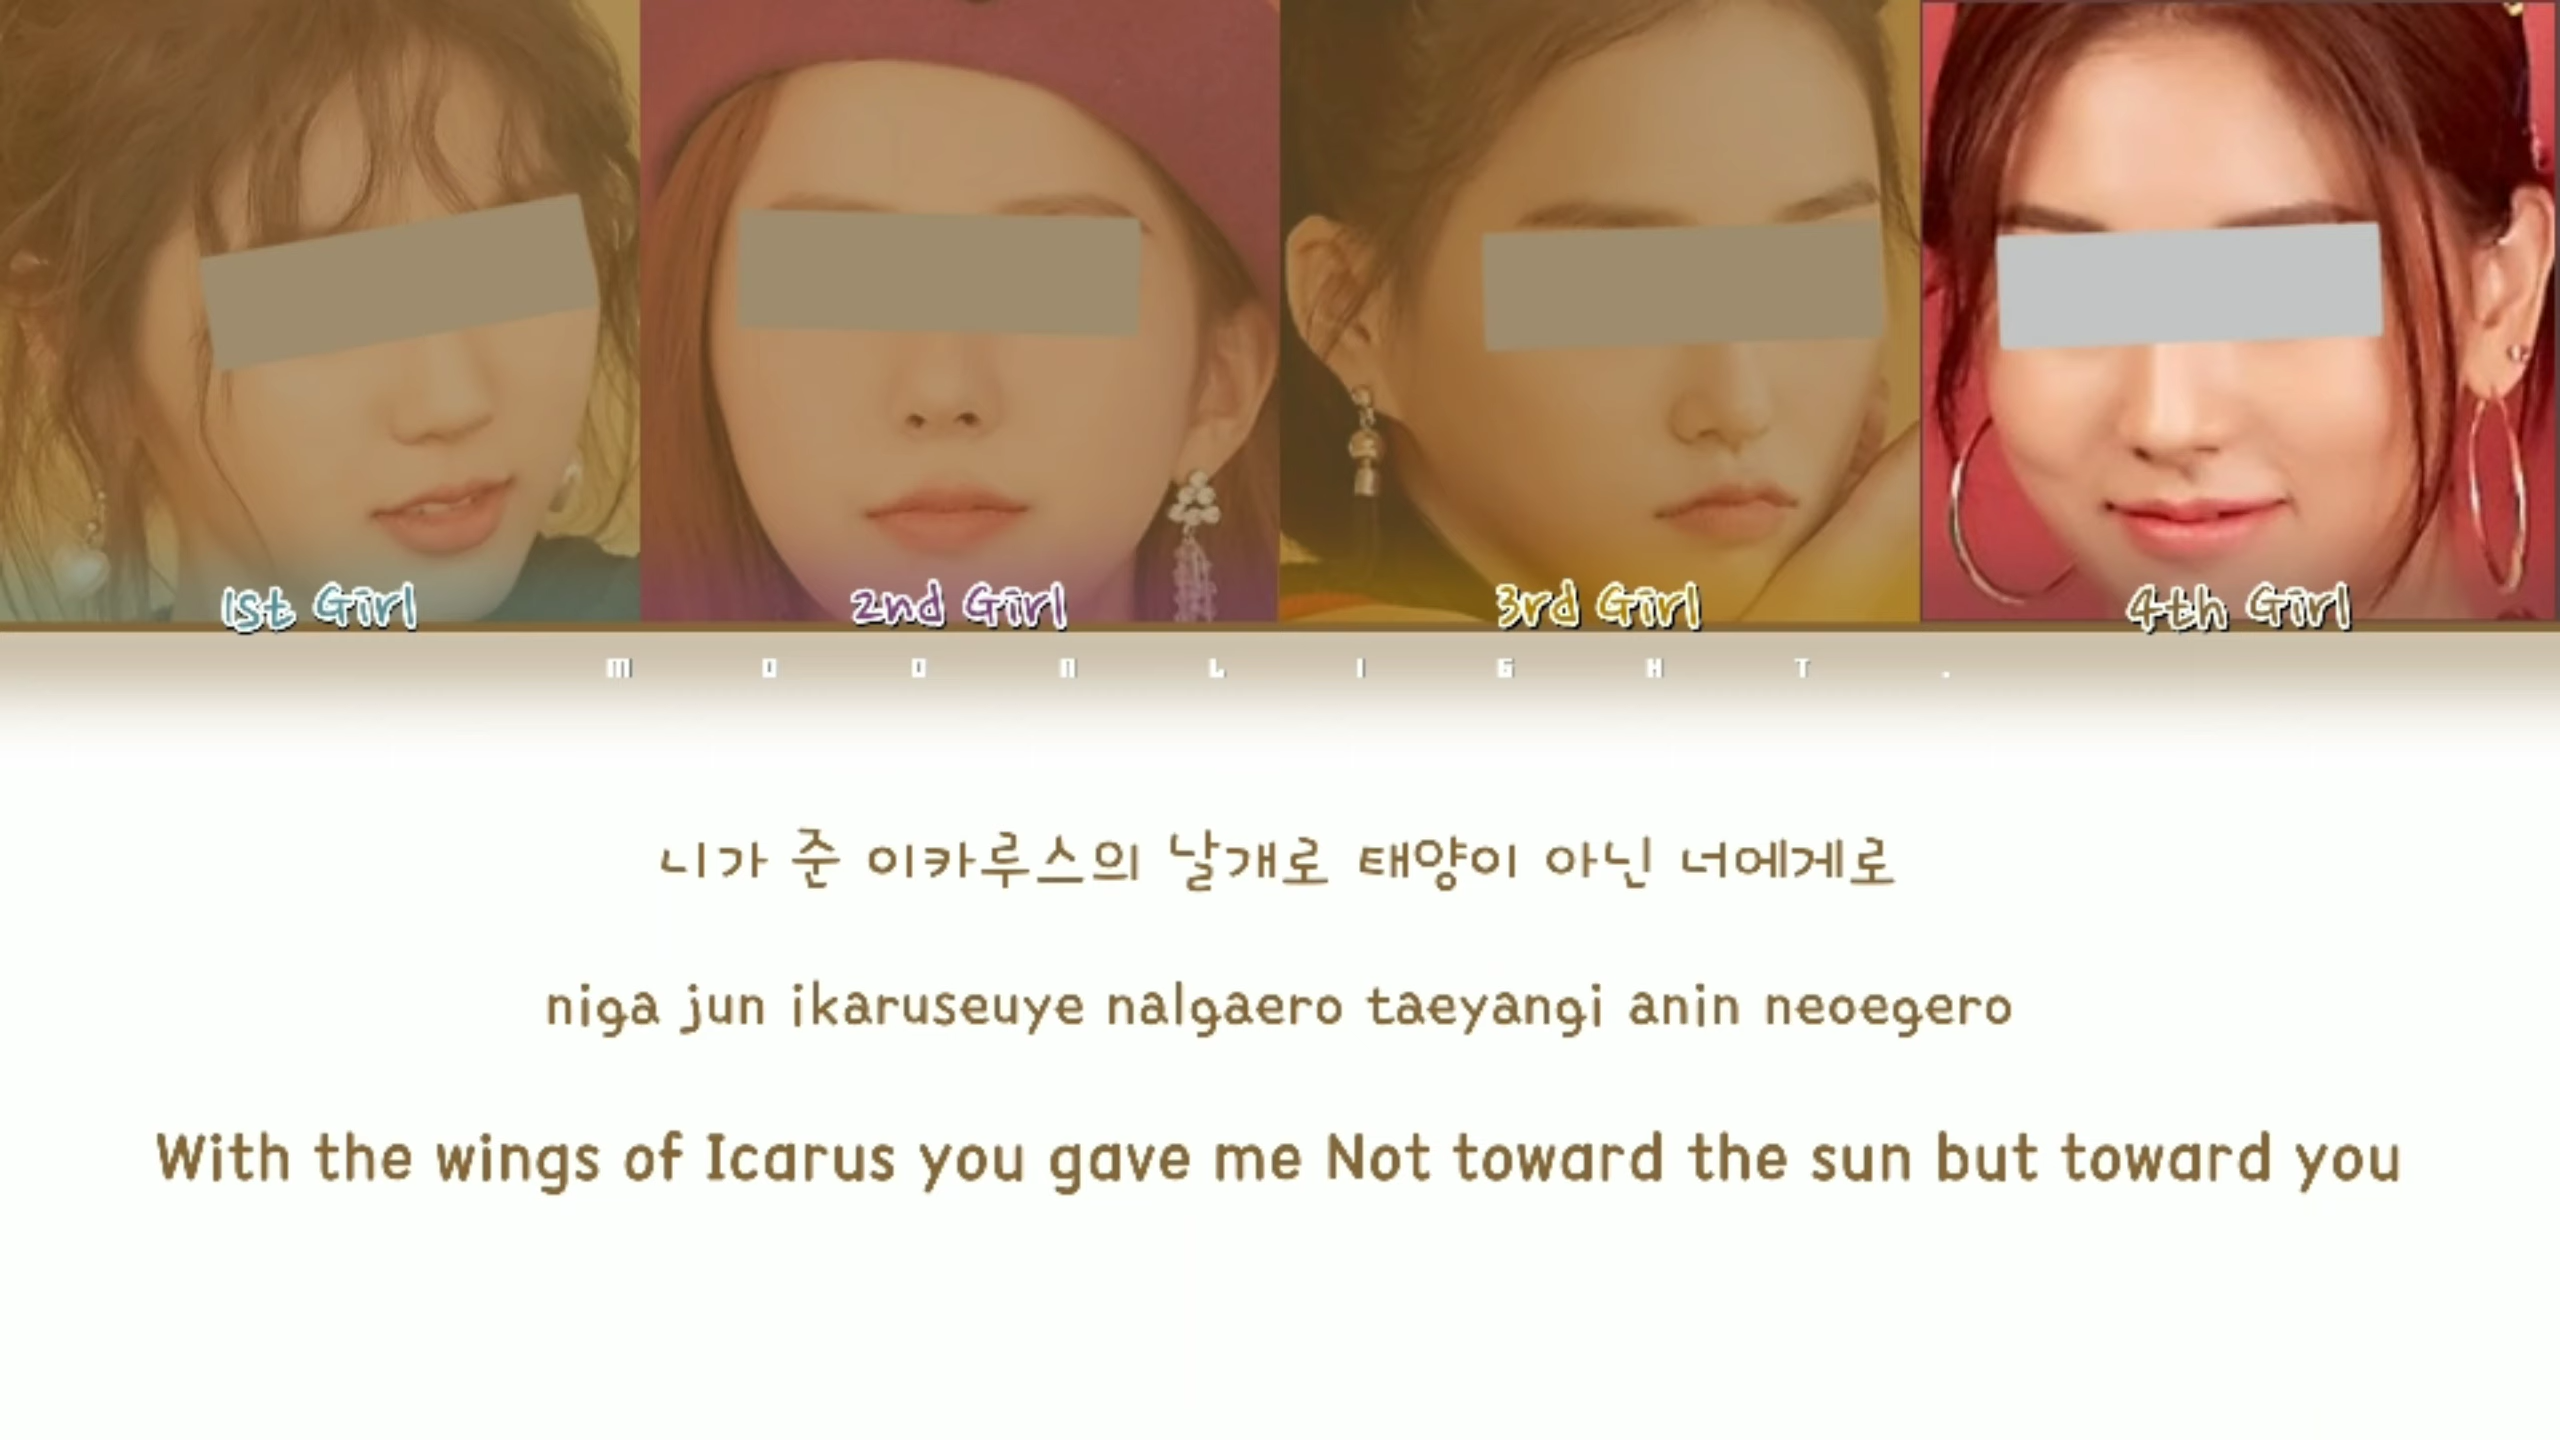 1st Girl 2nd Girl 3rd Girl 4th Girl
MOONLIGHT.
니가 준 이카루스의 날개로 태양이 아닌 너에게로
niga jun ikaruseuye nalgaero taeyangi anin neoegero
With the wings of Icarus you gave me Not toward the sun but toward you